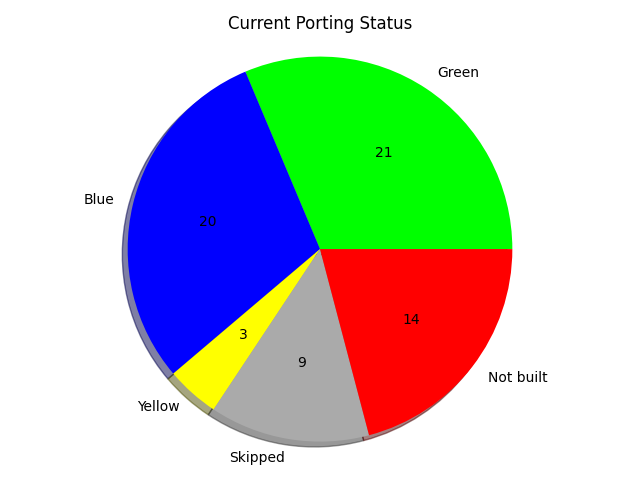 Current Porting Status
Green
21
Blue
20
3
14
9
Not built
Yellow
Skipped